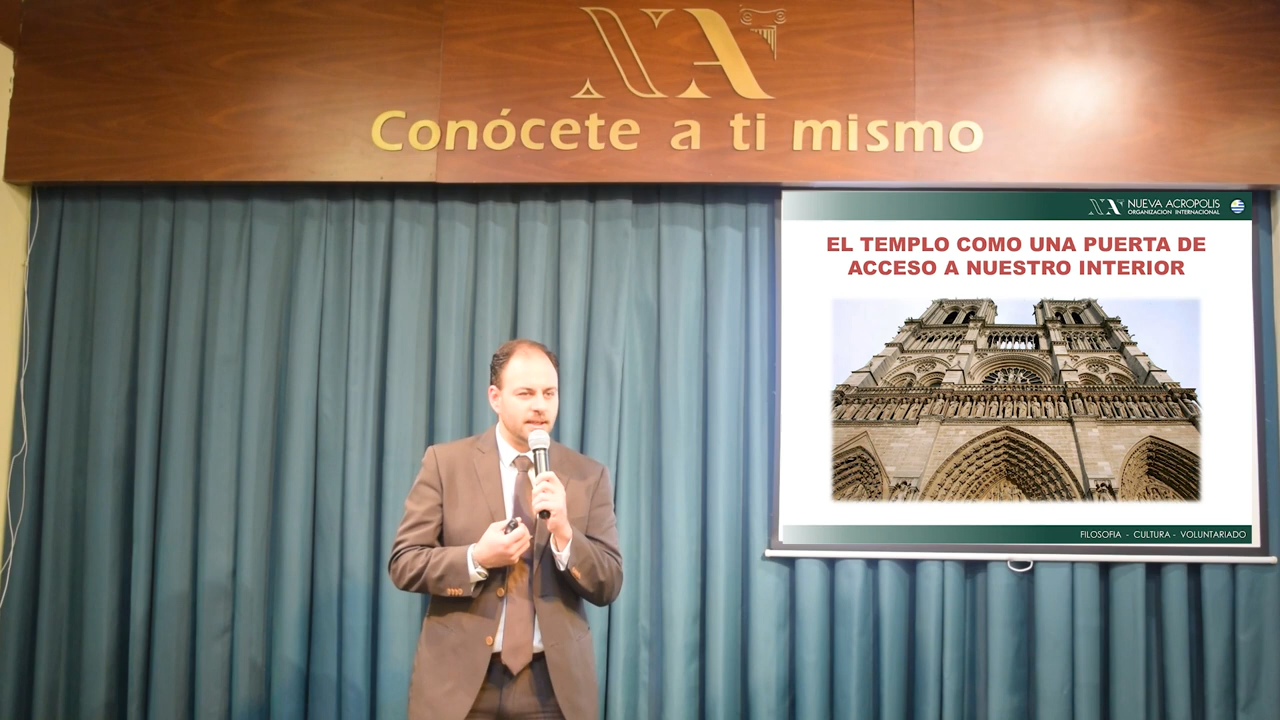 NA
Conócete a ti mismo
NUEVA ACROPOLIS
ORGANIZACION INTERNACIONAL
EL TEMPLO COMO UNA PUERTA DE
ACCESO A NUESTRO INTERIOR
FILOSOFIA - CULTURA - VOLUNTARIADO